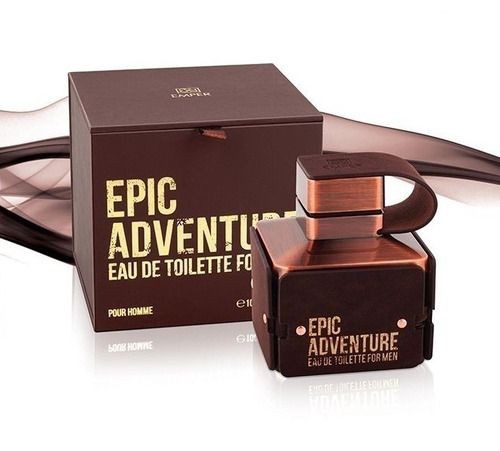 EMPER
EPIC
ADVENTURE
EAU DE TOILETTE FOR
POUR HOMME
EPIC
ADVENTURE
EAU DE TOILETTE FOR MEN